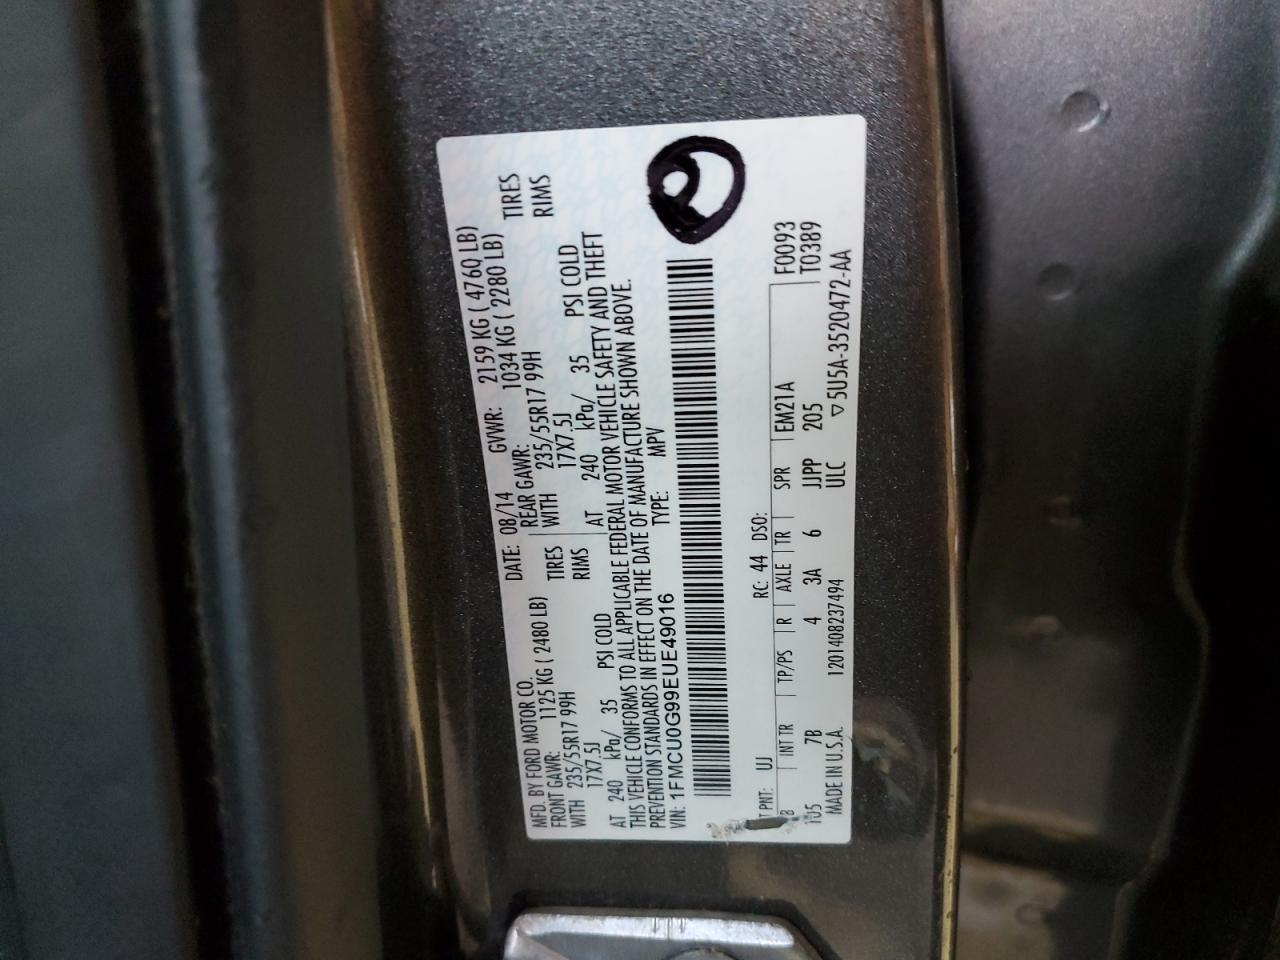 MFD. BY FORD MOTOR CO.
DATE: 08/14 GVWR: 2159 KG ( 4760 LB)
FRONT GAWR: 1125 KG ( 2480 LB)
REAR GAWR: 1034 KG ( 2280 LB)
WITH 235/55R17 99H TIRES
WITH 235/55R17 99H TIRES
17X7.5J RIMS
17X7.5J RIMS
AT 240 kPa/ 35 PSI COLD
AT 240 kPa/ 35 PSI COLD
THIS VEHICLE CONFORMS TO ALL APPLICABLE FEDERAL MOTOR VEHICLE SAFETY AND THEFT
PREVENTION STANDARDS IN EFFECT ON THE DATE OF MANUFACTURE SHOWN ABOVE.
VIN: 1FMCU0G99EUE49016
TYPE: MPV
T PNT: UJ RC: 44 DSO: F0093
B INT TR TP/PS R AXLE TR SPR EM21A T0389
105 7B 4 3A 6 JJPP 205
MADE IN U.S.A. 1201408237494 ULC ▽5U5A-3520472-AA